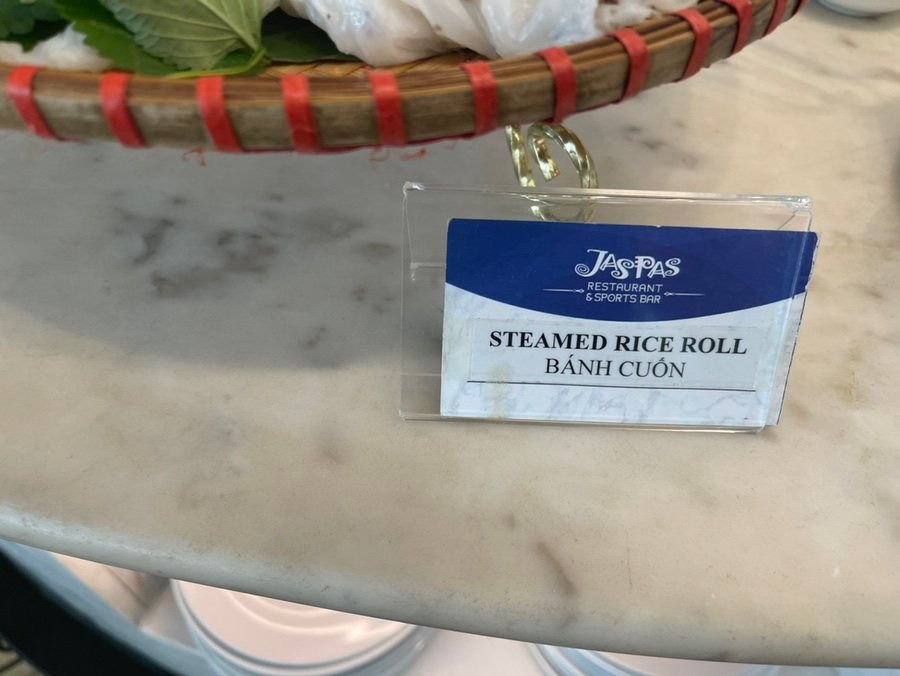 JASPAS
RESTAURANT
& SPORTS BAR
STEAMED RICE ROLL
BÁNH CUỐN